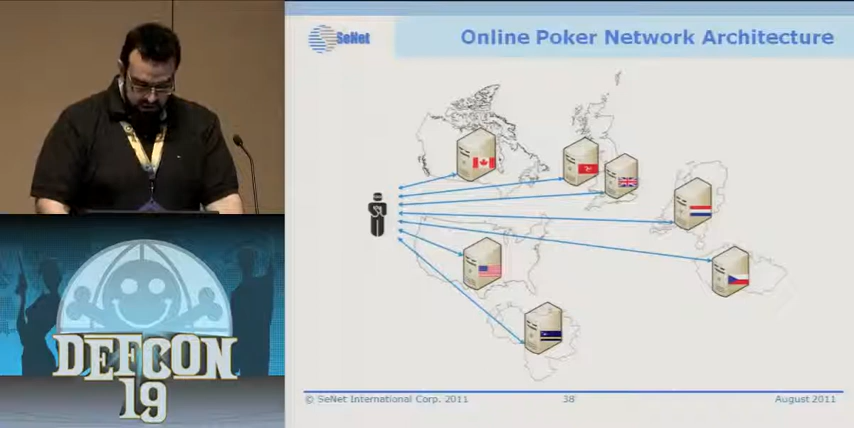 SeNet
Online Poker Network Architecture
DEFCON
19
© SeNet International Corp. 2011
38
August 2011